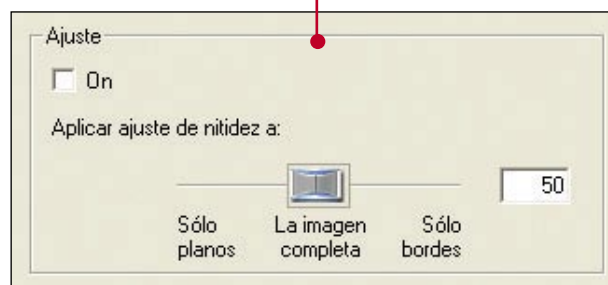 Ajuste
On
Aplicar ajuste de nitidez a:
50
Sólo planos
La imagen completa
Sólo bordes